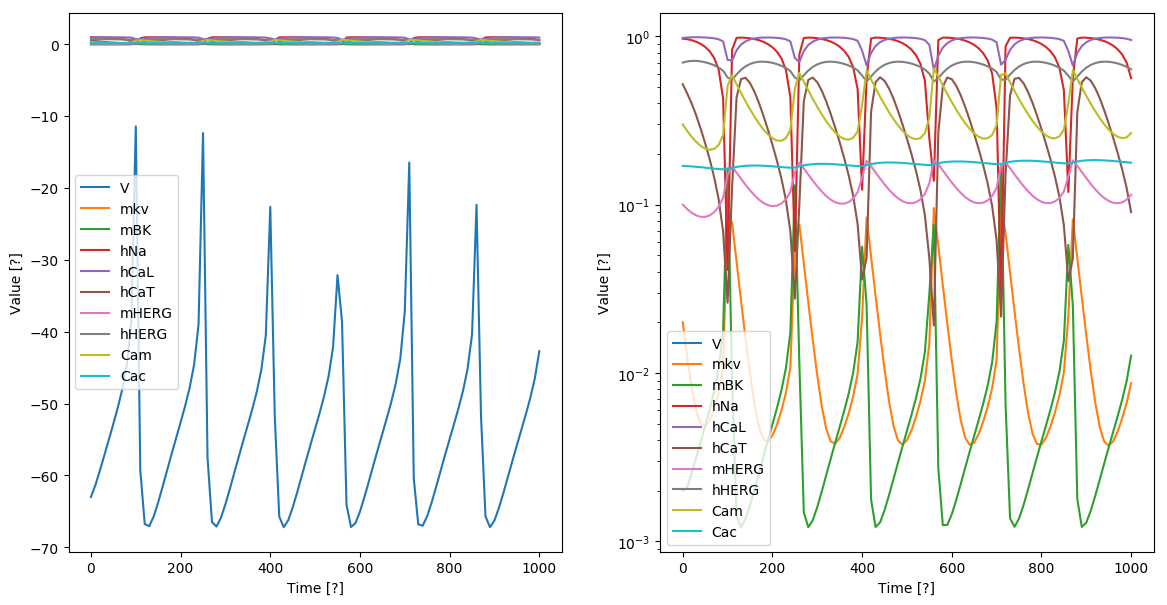 0
−10
−20
−30
−40
−50
−60
−70
Value [?]
0
200
400
600
800
1000
Time [?]
V
mkv
mBK
hNa
hCaL
hCaT
mHERG
hHERG
Cam
Cac
10⁰
10⁻¹
10⁻²
10⁻³
Value [?]
0
200
400
600
800
1000
Time [?]
V
mkv
mBK
hNa
hCaL
hCaT
mHERG
hHERG
Cam
Cac